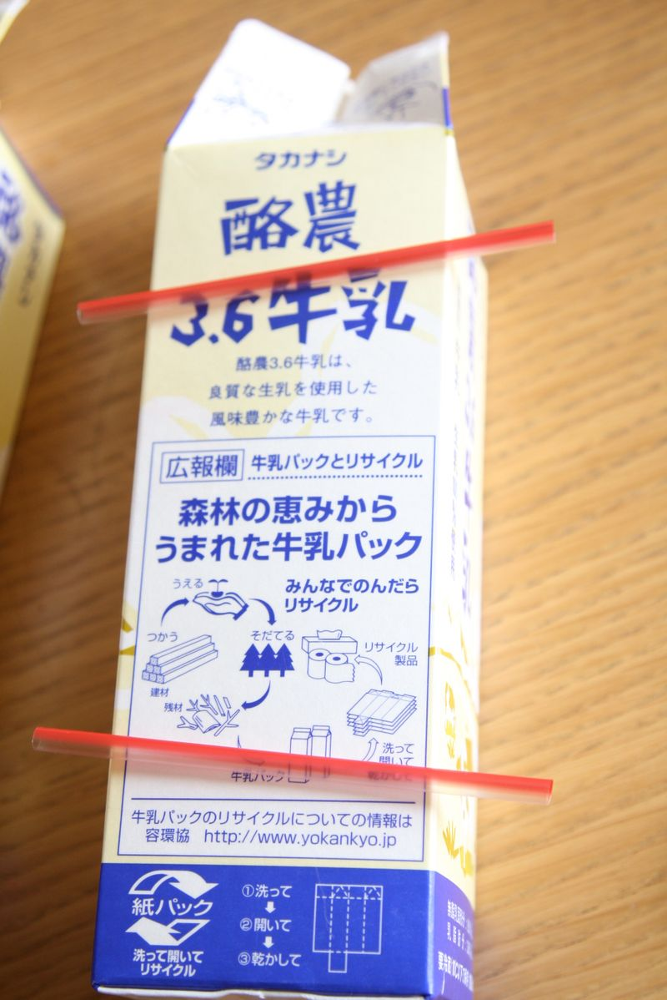 タカナシ
酪農
3.6牛乳
酪農3.6牛乳は、
良質な生乳を使用した
風味豊かな牛乳です。
広報欄 牛乳パックとリサイクル
森林の恵みから
うまれた牛乳パック
みんなでのんだら
リサイクル
うえる
つかう
そだてる
リサイクル
製品
建材
残材
洗って
開いて
乾かして
牛乳パック
牛乳パックのリサイクルについての情報は
容環協 http://www.yokankyo.jp
紙パック
洗って開いて
リサイクル
①洗って
②開いて
③乾かして